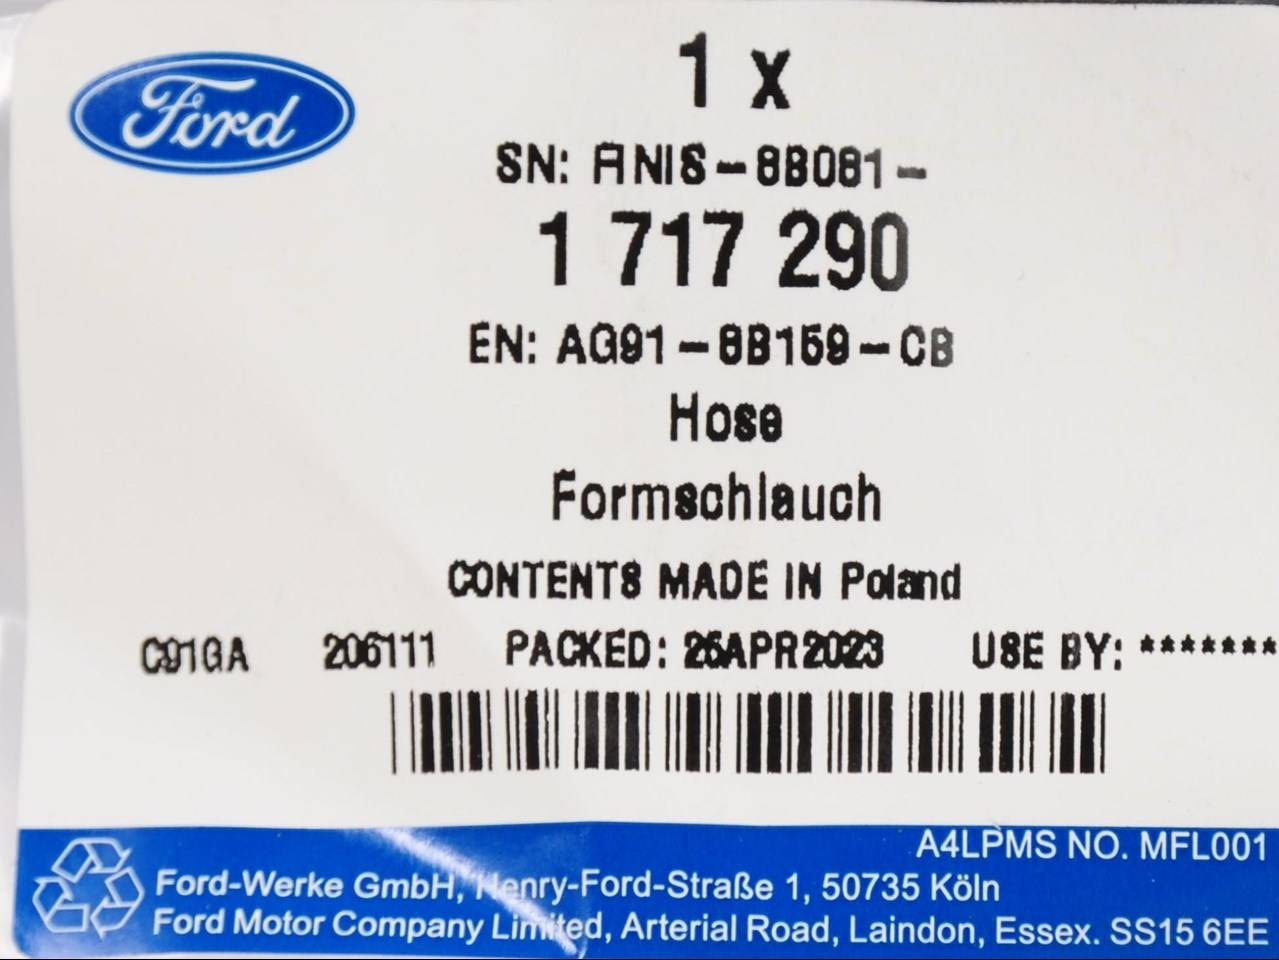 Ford
1 x
SN: ANIS-8B081-
1 717 290
EN: AG91-8B159-CB
Hose
Formschlauch
CONTENTS MADE IN Poland
C91GA 206111 PACKED: 25APR2023 USE BY: *******
A4LPMS NO. MFL001
Ford-Werke GmbH, Henry-Ford-Straße 1, 50735 Köln
Ford Motor Company Limited, Arterial Road, Laindon, Essex. SS15 6EE